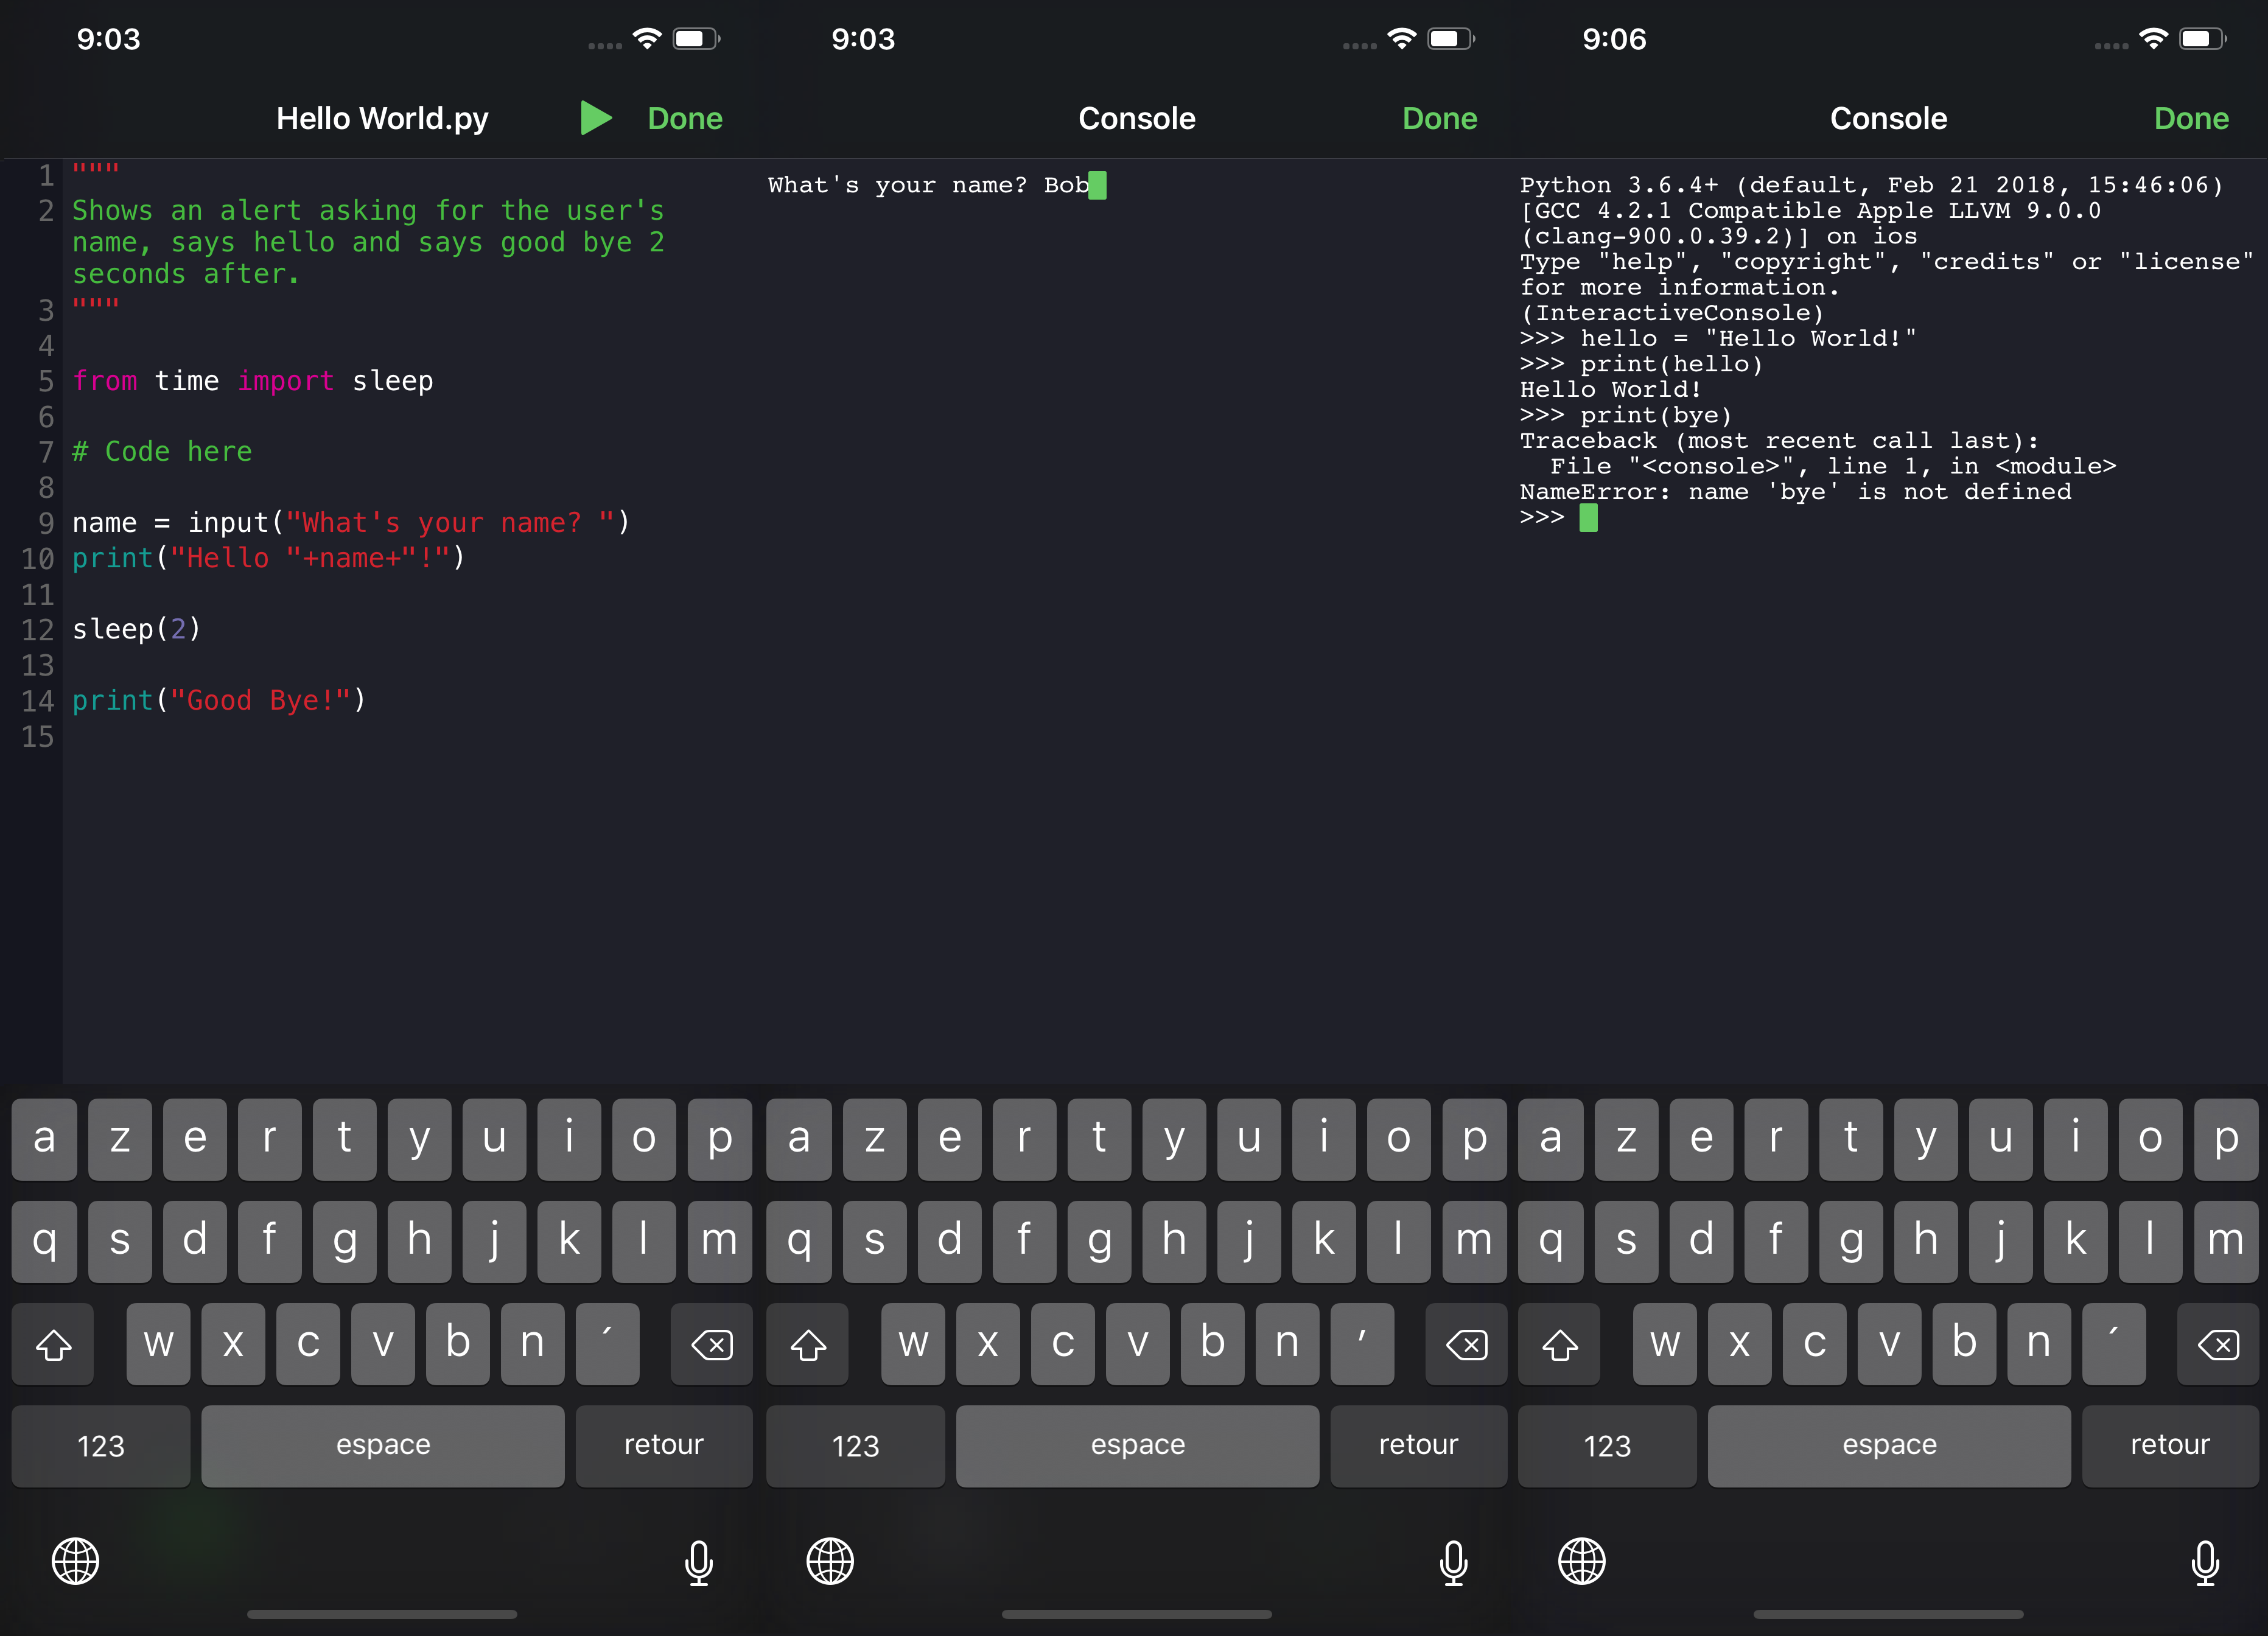 9:03
Hello World.py
Done
1 """
2 Shows an alert asking for the user's
name, says hello and says good bye 2
seconds after.
3 """
4
5 from time import sleep
6
7 # Code here
8
9 name = input("What's your name? ")
10 print("Hello "+name+"!")
11
12 sleep(2)
13
14 print("Good Bye!")
15
a z e r t y u i o p
q s d f g h j k l m
w x c v b n ´
123 espace retour
9:03
Console
Done
What's your name? Bob
a z e r t y u i o p
q s d f g h j k l m
w x c v b n '
123 espace retour
9:06
Console
Done
Python 3.6.4+ (default, Feb 21 2018, 15:46:06)
[GCC 4.2.1 Compatible Apple LLVM 9.0.0
(clang-900.0.39.2)] on ios
Type "help", "copyright", "credits" or "license"
for more information.
(InteractiveConsole)
>>> hello = "Hello World!"
>>> print(hello)
Hello World!
>>> print(bye)
Traceback (most recent call last):
  File "<console>", line 1, in <module>
NameError: name 'bye' is not defined
>>>
a z e r t y u i o p
q s d f g h j k l m
w x c v b n ´
123 espace retour